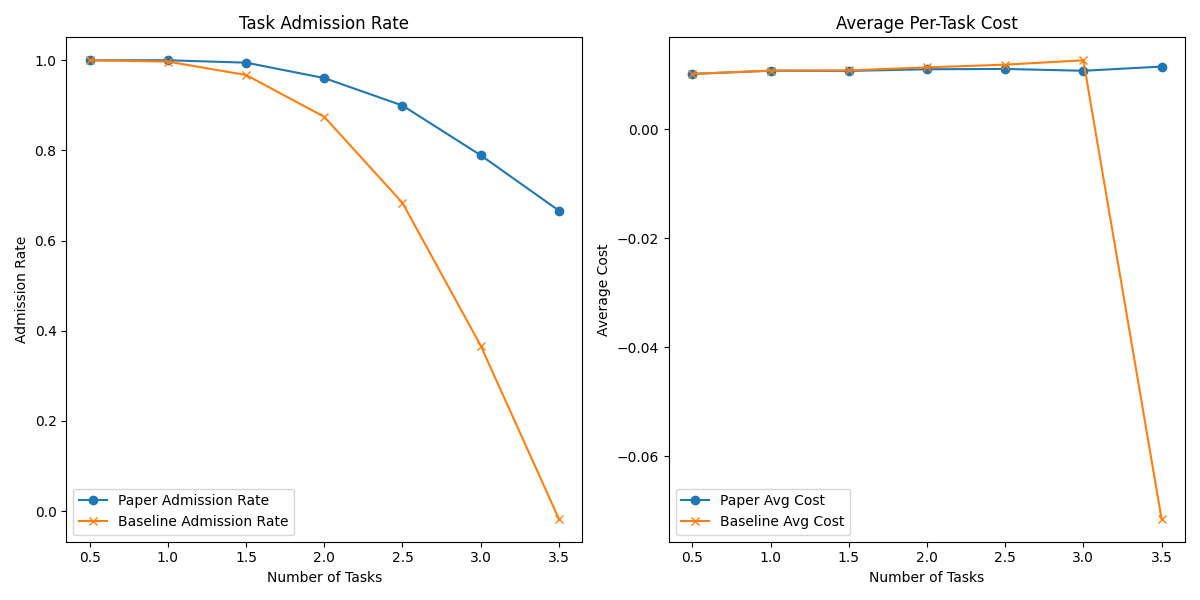 Task Admission Rate
Admission Rate
1.0
0.8
0.6
0.4
0.2
0.0
Paper Admission Rate
Baseline Admission Rate
0.5 1.0 1.5 2.0 2.5 3.0 3.5
Number of Tasks
Average Per-Task Cost
Average Cost
0.00
−0.02
−0.04
−0.06
Paper Avg Cost
Baseline Avg Cost
0.5 1.0 1.5 2.0 2.5 3.0 3.5
Number of Tasks